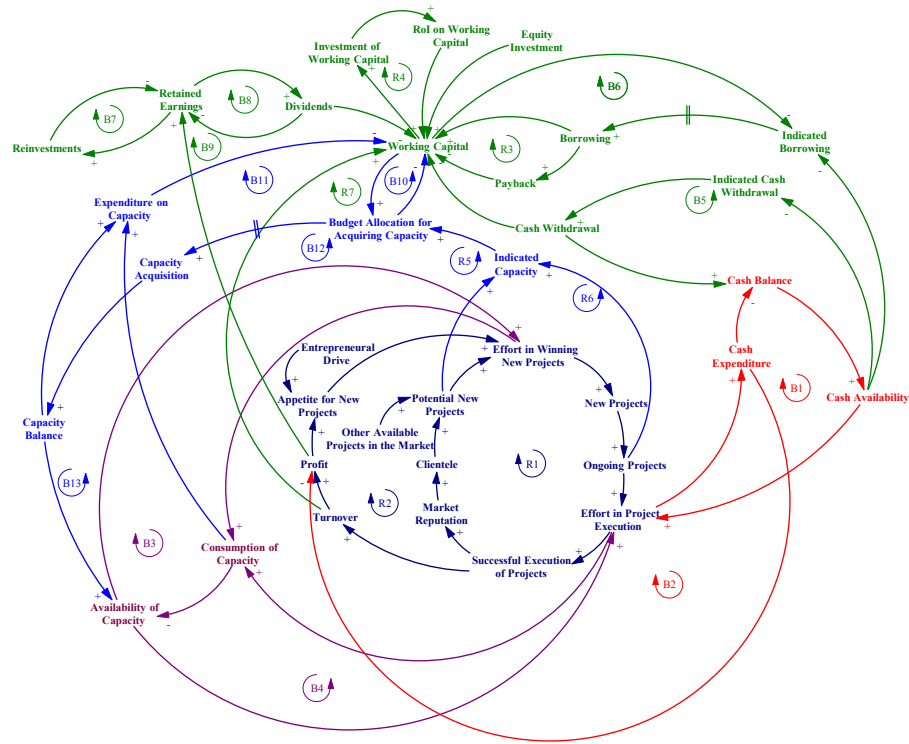 RoI on Working
Capital
Equity
Investment
Investment of
Working Capital
R4
B6
Retained
Earnings
B8
Dividends
B7
B9
Reinvestments
Working Capital
R3
Borrowing
Indicated
Borrowing
Payback
B10
B11
R7
Indicated Cash
Withdrawal
B5
Expenditure on
Capacity
Budget Allocation for
Acquiring Capacity
Cash Withdrawal
B12
Capacity
Acquisition
R5
Indicated
Capacity
R6
Cash Balance
Entrepreneural
Drive
Effort in Winning
New Projects
Cash
Expenditure
B1
Cash Availability
Appetite for New
Projects
Potential New
Projects
New Projects
Capacity
Balance
Other Available
Projects in the Market
Profit
Clientele
R1
Ongoing Projects
B13
R2
Turnover
Market
Reputation
Effort in Project
Execution
B3
Consumption of
Capacity
Successful Execution
of Projects
B2
Availability of
Capacity
B4